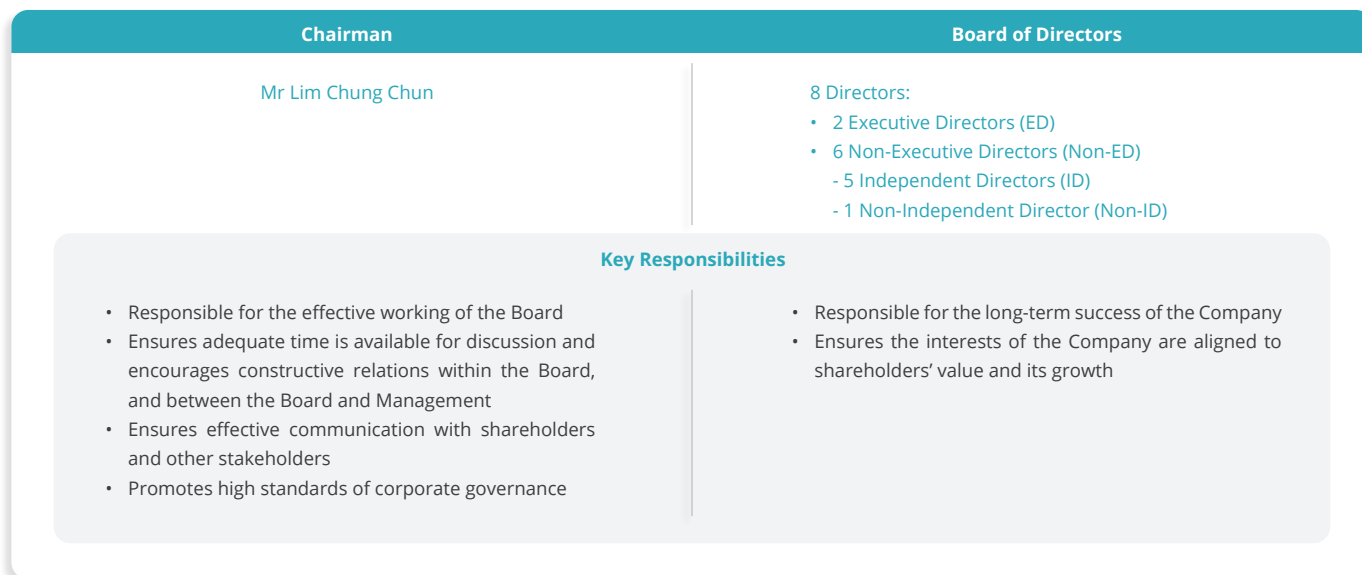 Chairman
Board of Directors
Mr Lim Chung Chun
8 Directors:
• 2 Executive Directors (ED)
• 6 Non-Executive Directors (Non-ED)
- 5 Independent Directors (ID)
- 1 Non-Independent Director (Non-ID)
Key Responsibilities
• Responsible for the effective working of the Board
• Ensures adequate time is available for discussion and
encourages constructive relations within the Board,
and between the Board and Management
• Ensures effective communication with shareholders
and other stakeholders
• Promotes high standards of corporate governance
• Responsible for the long-term success of the Company
• Ensures the interests of the Company are aligned to
shareholders’ value and its growth